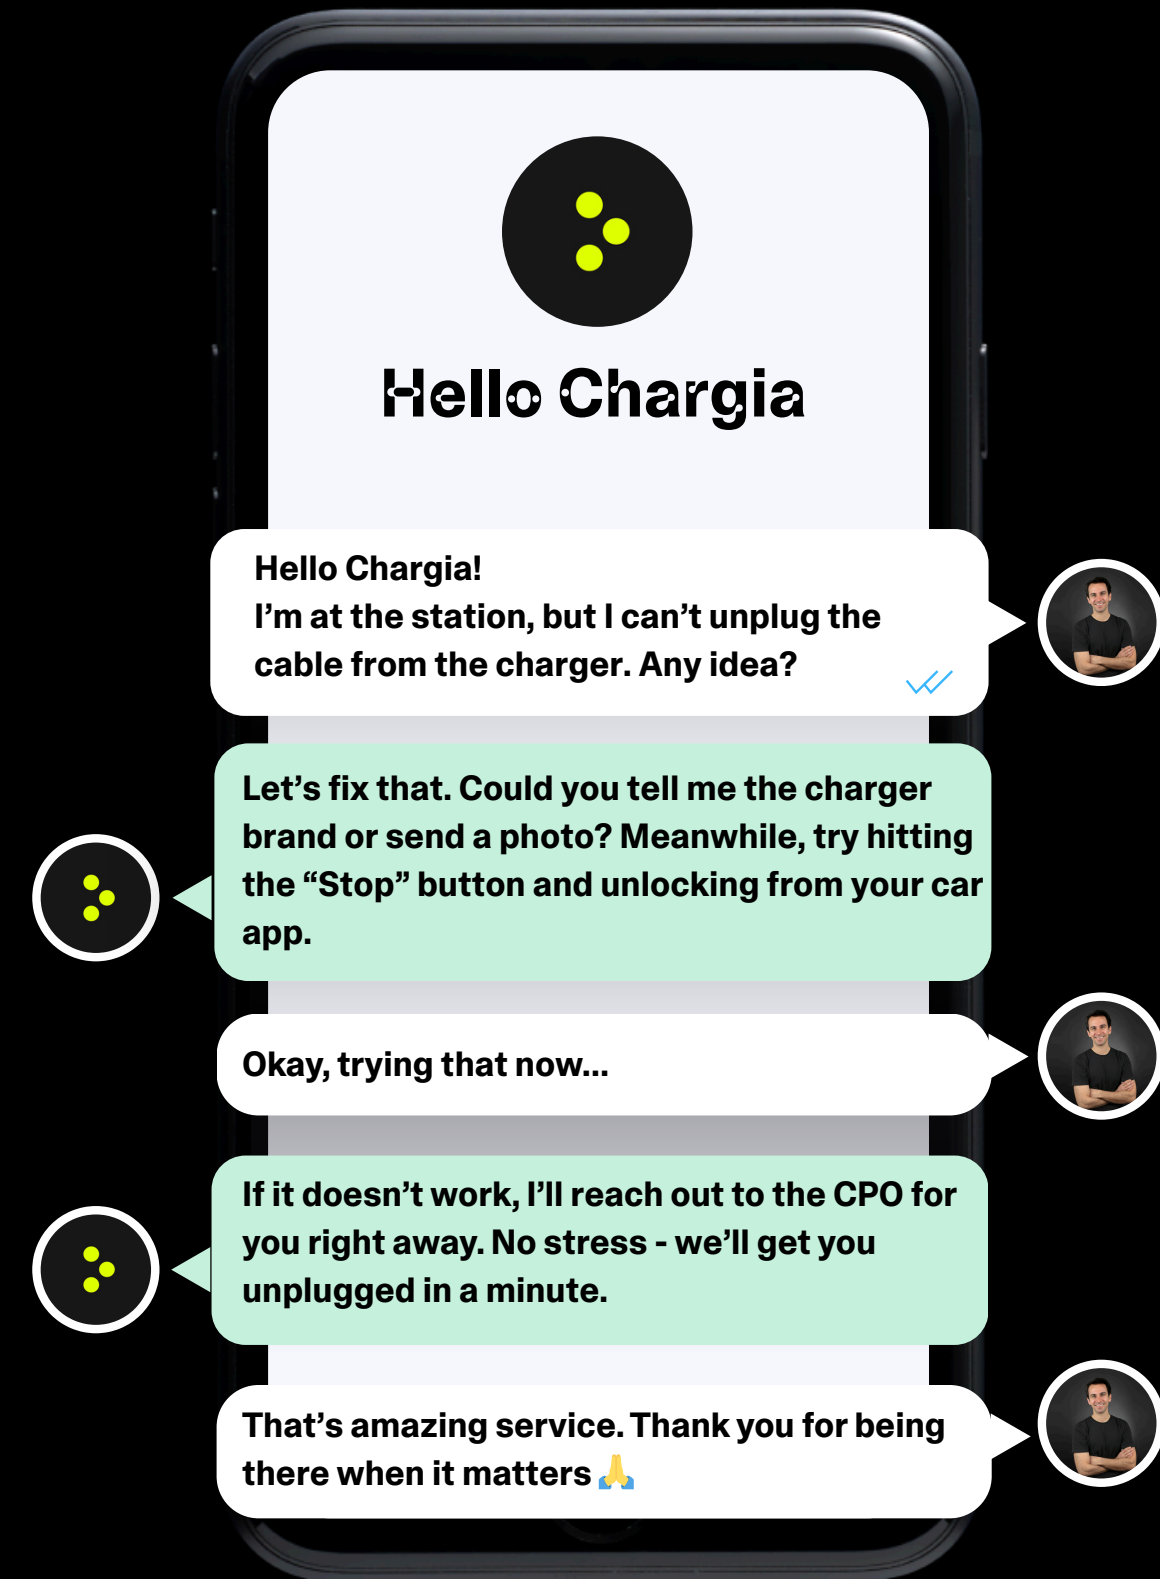 Hello Chargia
Hello Chargia!
I’m at the station, but I can’t unplug the
cable from the charger. Any idea?
Let’s fix that. Could you tell me the charger
brand or send a photo? Meanwhile, try hitting
the “Stop” button and unlocking from your car
app.
Okay, trying that now...
If it doesn’t work, I’ll reach out to the CPO for
you right away. No stress - we’ll get you
unplugged in a minute.
That’s amazing service. Thank you for being
there when it matters 🙏